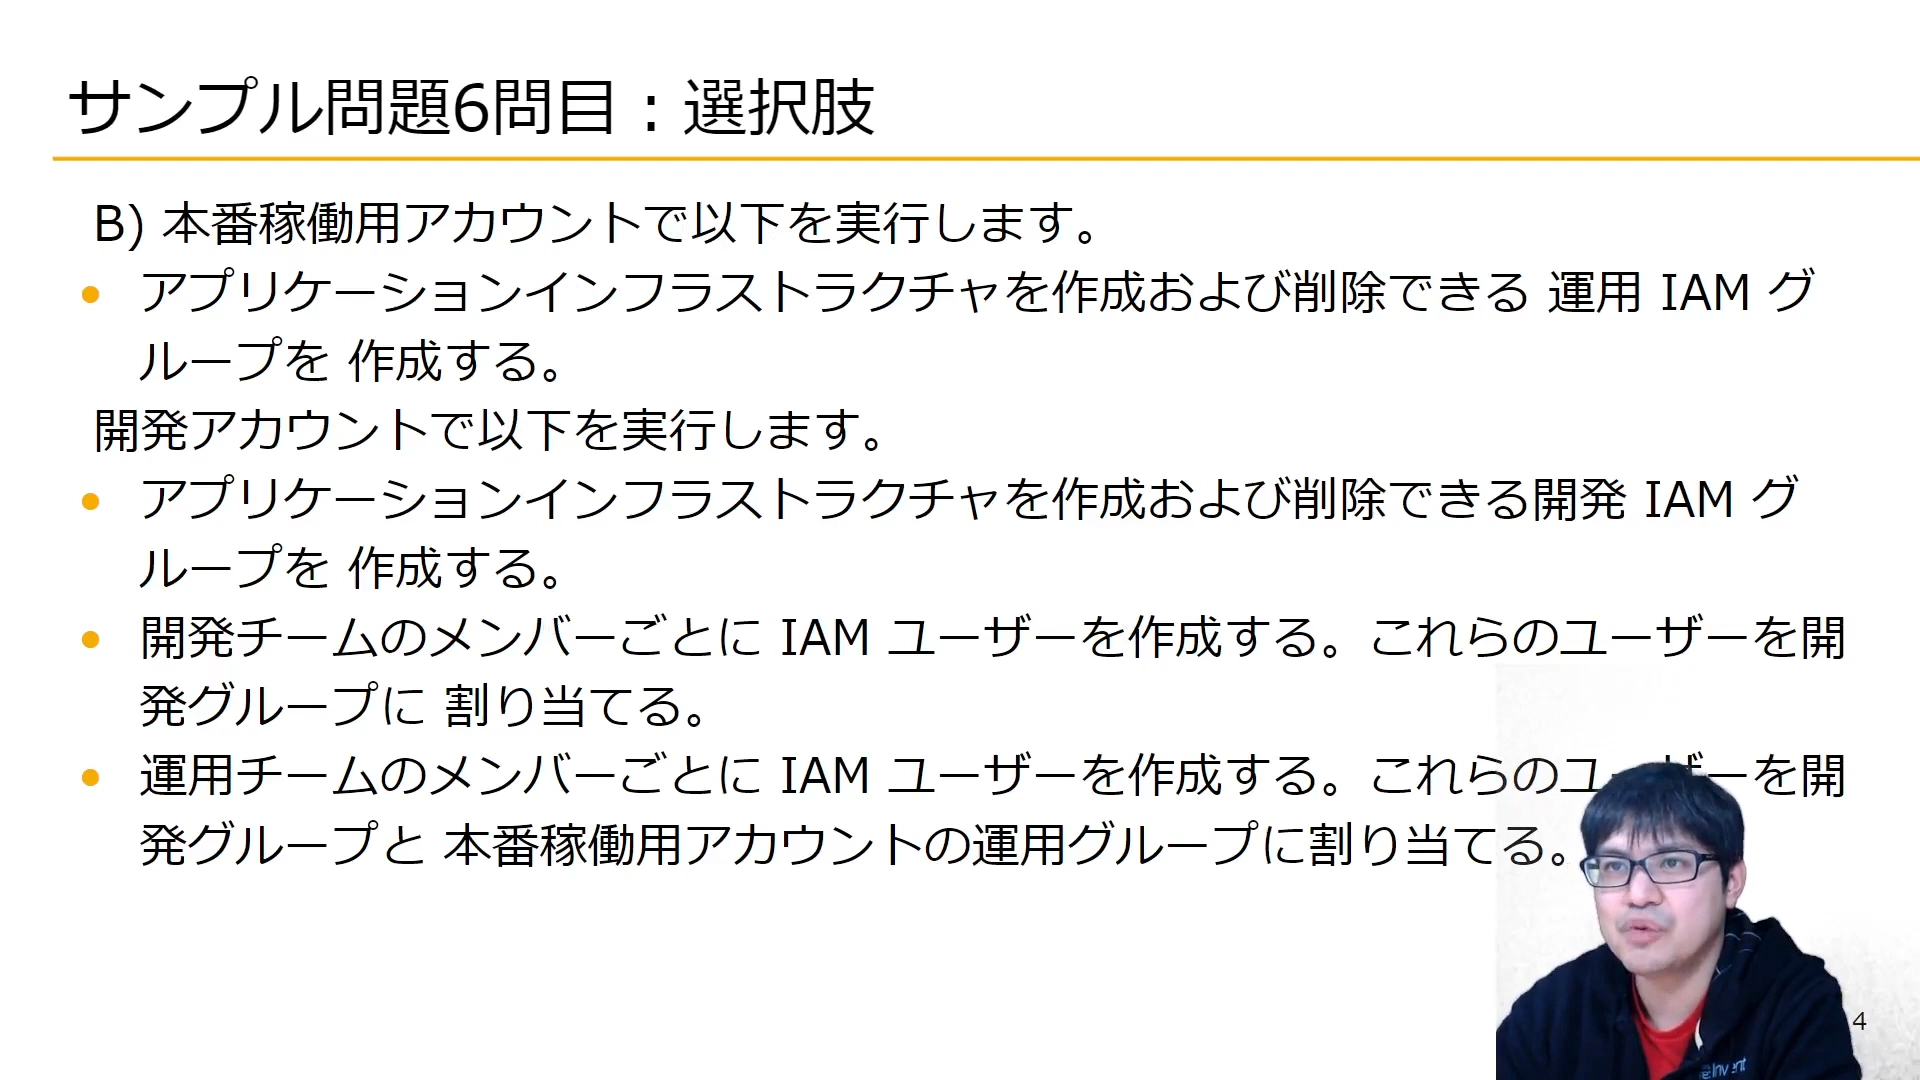 サンプル問題6問目：選択肢
B) 本番稼働用アカウントで以下を実行します。
● アプリケーションインフラストラクチャを作成および削除できる 運用 IAM グ
ループを 作成する。
開発アカウントで以下を実行します。
● アプリケーションインフラストラクチャを作成および削除できる開発 IAM グ
ループを 作成する。
● 開発チームのメンバーごとに IAM ユーザーを作成する。これらのユーザーを開
発グループに 割り当てる。
● 運用チームのメンバーごとに IAM ユーザーを作成する。これらのユーザーを開
発グループと 本番稼働用アカウントの運用グループに割り当てる。
4